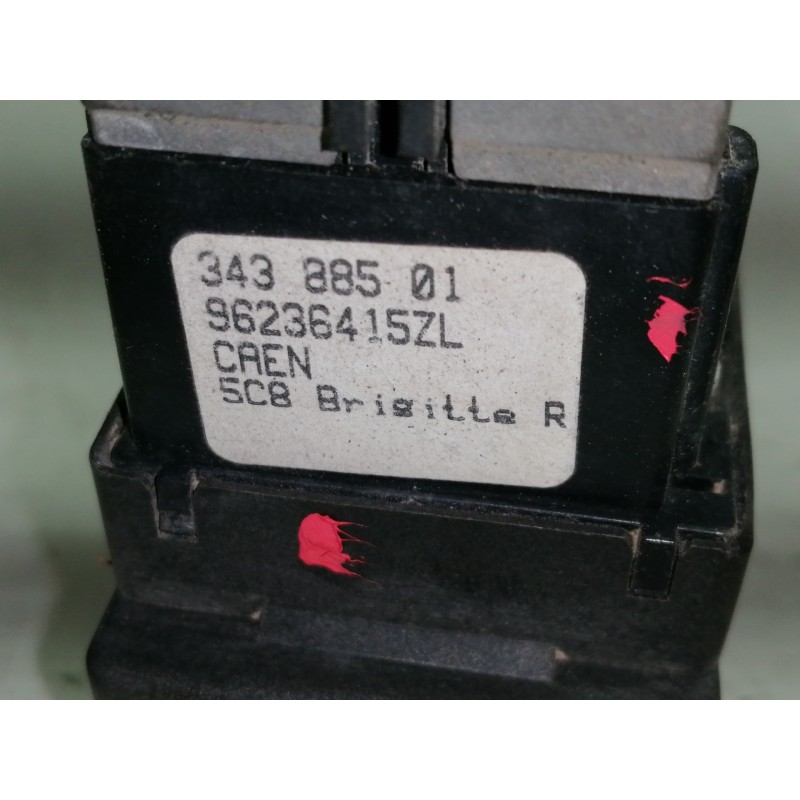 343 885 01
96236415ZL
CAEN
5C8 Brigitte R